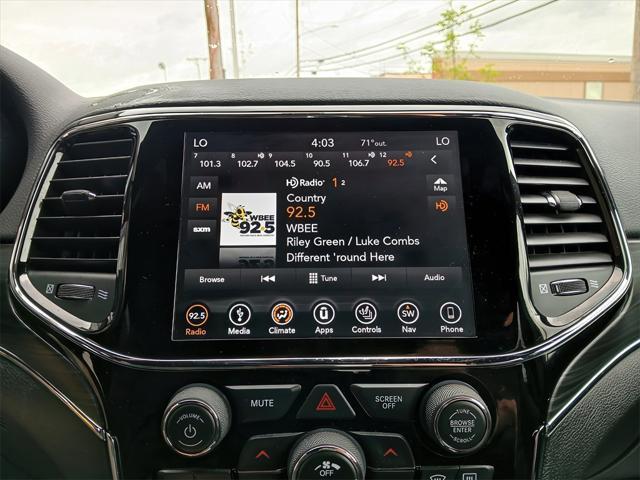 LO 4:03 71°out. LO
7 8 9 10 11 12
101.3 102.7 104.5 90.5 106.7 92.5
HD Radio 1 2
AM
Country
Map
FM
92.5
HD
WBEE
92.5
WBEE
sxm
Riley Green / Luke Combs
Different 'round Here
Browse Tune Audio
92.5 SW
Radio Media Climate Apps Controls Nav Phone
VOLUME
MUTE
SCREEN OFF
TUNE
BROWSE
ENTER
SCROLL
OFF